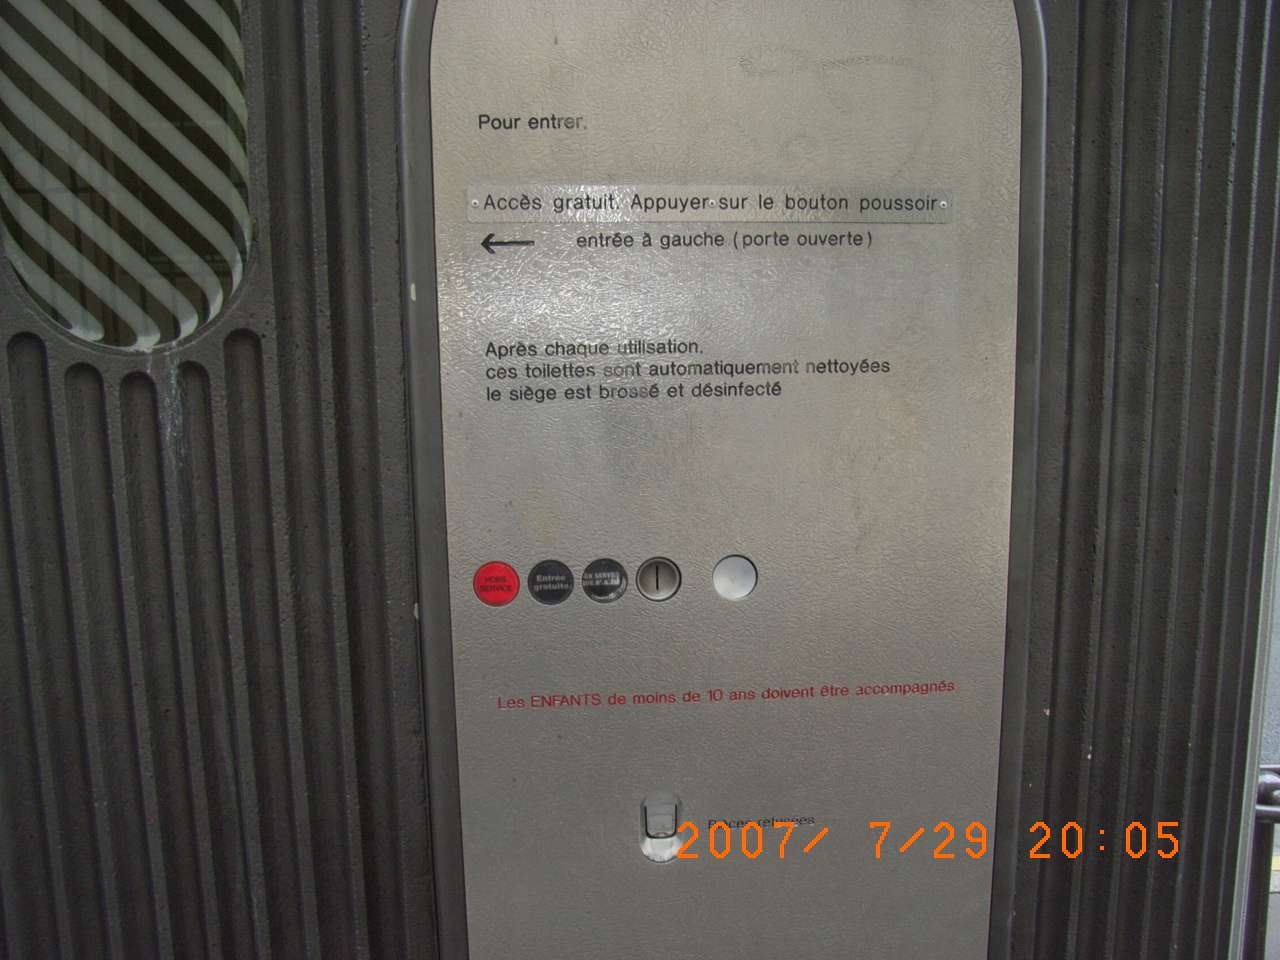 Pour entrer.
Accès gratuit. Appuyer sur le bouton poussoir
entrée à gauche (porte ouverte)
Après chaque utilisation.
ces toilettes sont automatiquement nettoyées
le siège est brossé et désinfecté
HORS
SERVICE
Entrée
gratuite
Les ENFANTS de moins de 10 ans doivent être accompagnés
Pièces refusées
2007/ 7/29 20:05